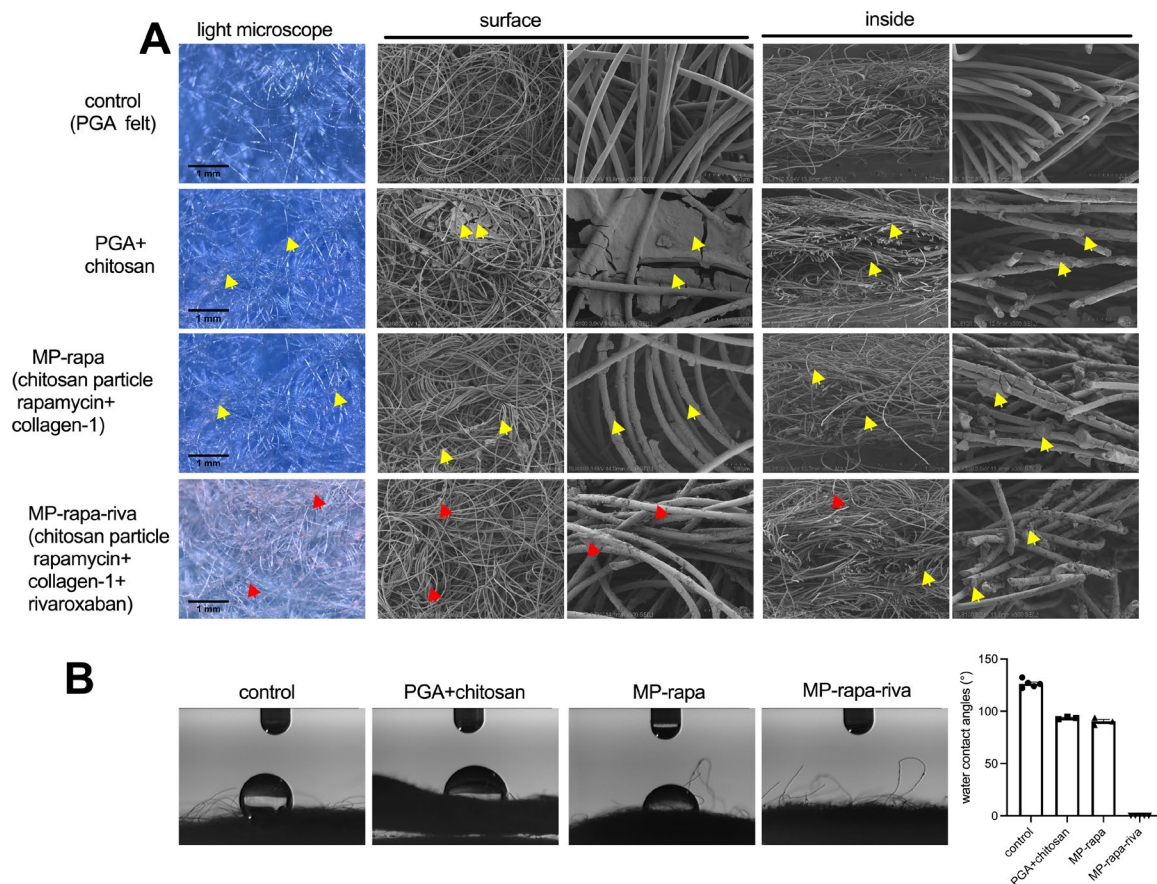 A
light microscope
surface
inside
control
(PGA felt)
1 mm
PGA+
chitosan
1 mm
MP-rapa
(chitosan particle
rapamycin+
collagen-1)
1 mm
MP-rapa-riva
(chitosan particle
rapamycin+
collagen-1+
rivaroxaban)
1 mm
B
control
PGA+chitosan
MP-rapa
MP-rapa-riva
water contact angles (°)
150
100
50
0
control
PGA+chitosan
MP-rapa
MP-rapa-riva